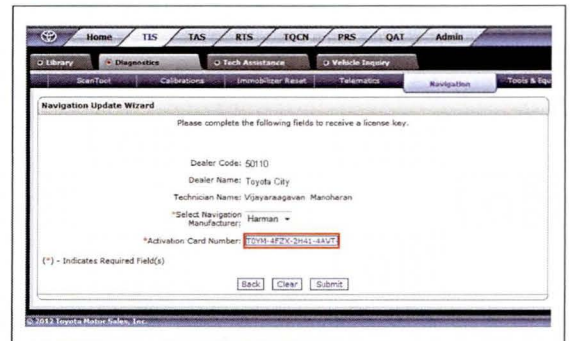 Home TIS TAS RTS TQCN PRS QAT Admin
Library Diagnostics Tech Assistance Vehicle Inquiry
ScanTool Calibrations Immobilizer Reset Telematics Navigation Tools & Equ
Navigation Update Wizard
Please complete the following fields to receive a license key.
Dealer Code: 50110
Dealer Name: Toyota City
Technician Name: Vijayaraagavan Manoharan
*Select Navigation
Manufacturer: Harman
*Activation Card Number: T0YM-4FZX-2H41-4AVT-
(*) - Indicates Required Field(s)
Back Clear Submit
© 2012 Toyota Motor Sales, Inc.